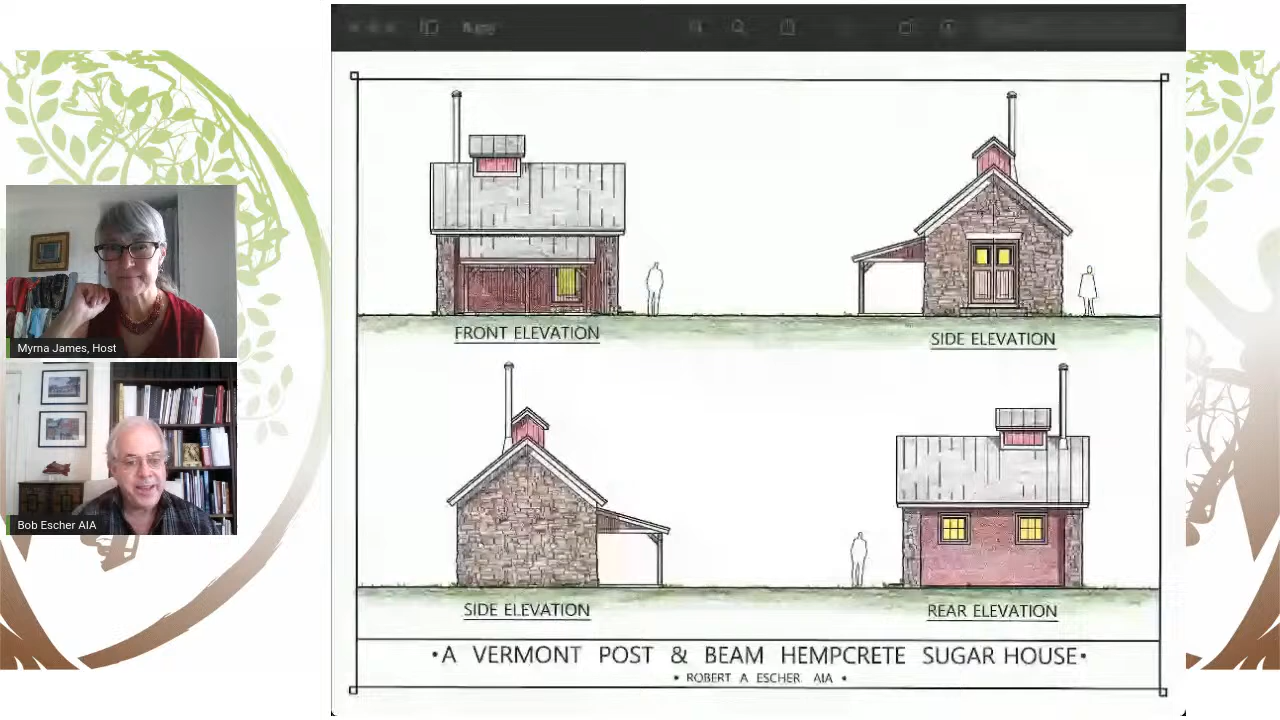 Myrna James, Host
Bob Escher AIA
FRONT ELEVATION
SIDE ELEVATION
SIDE ELEVATION
REAR ELEVATION
•A VERMONT POST & BEAM HEMPCRETE SUGAR HOUSE•
• ROBERT A ESCHER AIA •